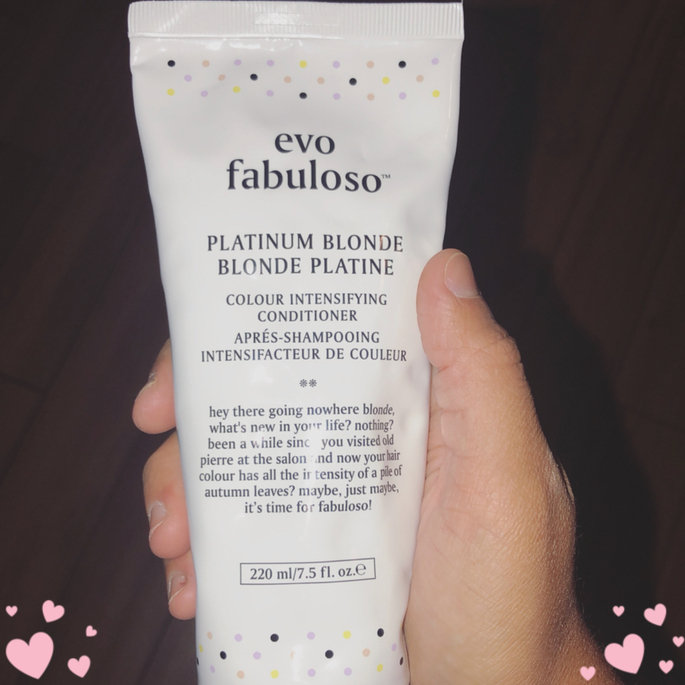 evo
fabuloso™
PLATINUM BLONDE
BLONDE PLATINE
COLOUR INTENSIFYING
CONDITIONER
APRÉS-SHAMPOOING
INTENSIFACTEUR DE COULEUR
**
hey there going nowhere blonde,
what's new in your life? nothing?
been a while sinc you visited old
pierre at the salon nd now your hair
colour has all the intensity of a pile of
autumn leaves? maybe, just maybe,
it's time for fabuloso!
220 ml/7.5 fl. oz.℮